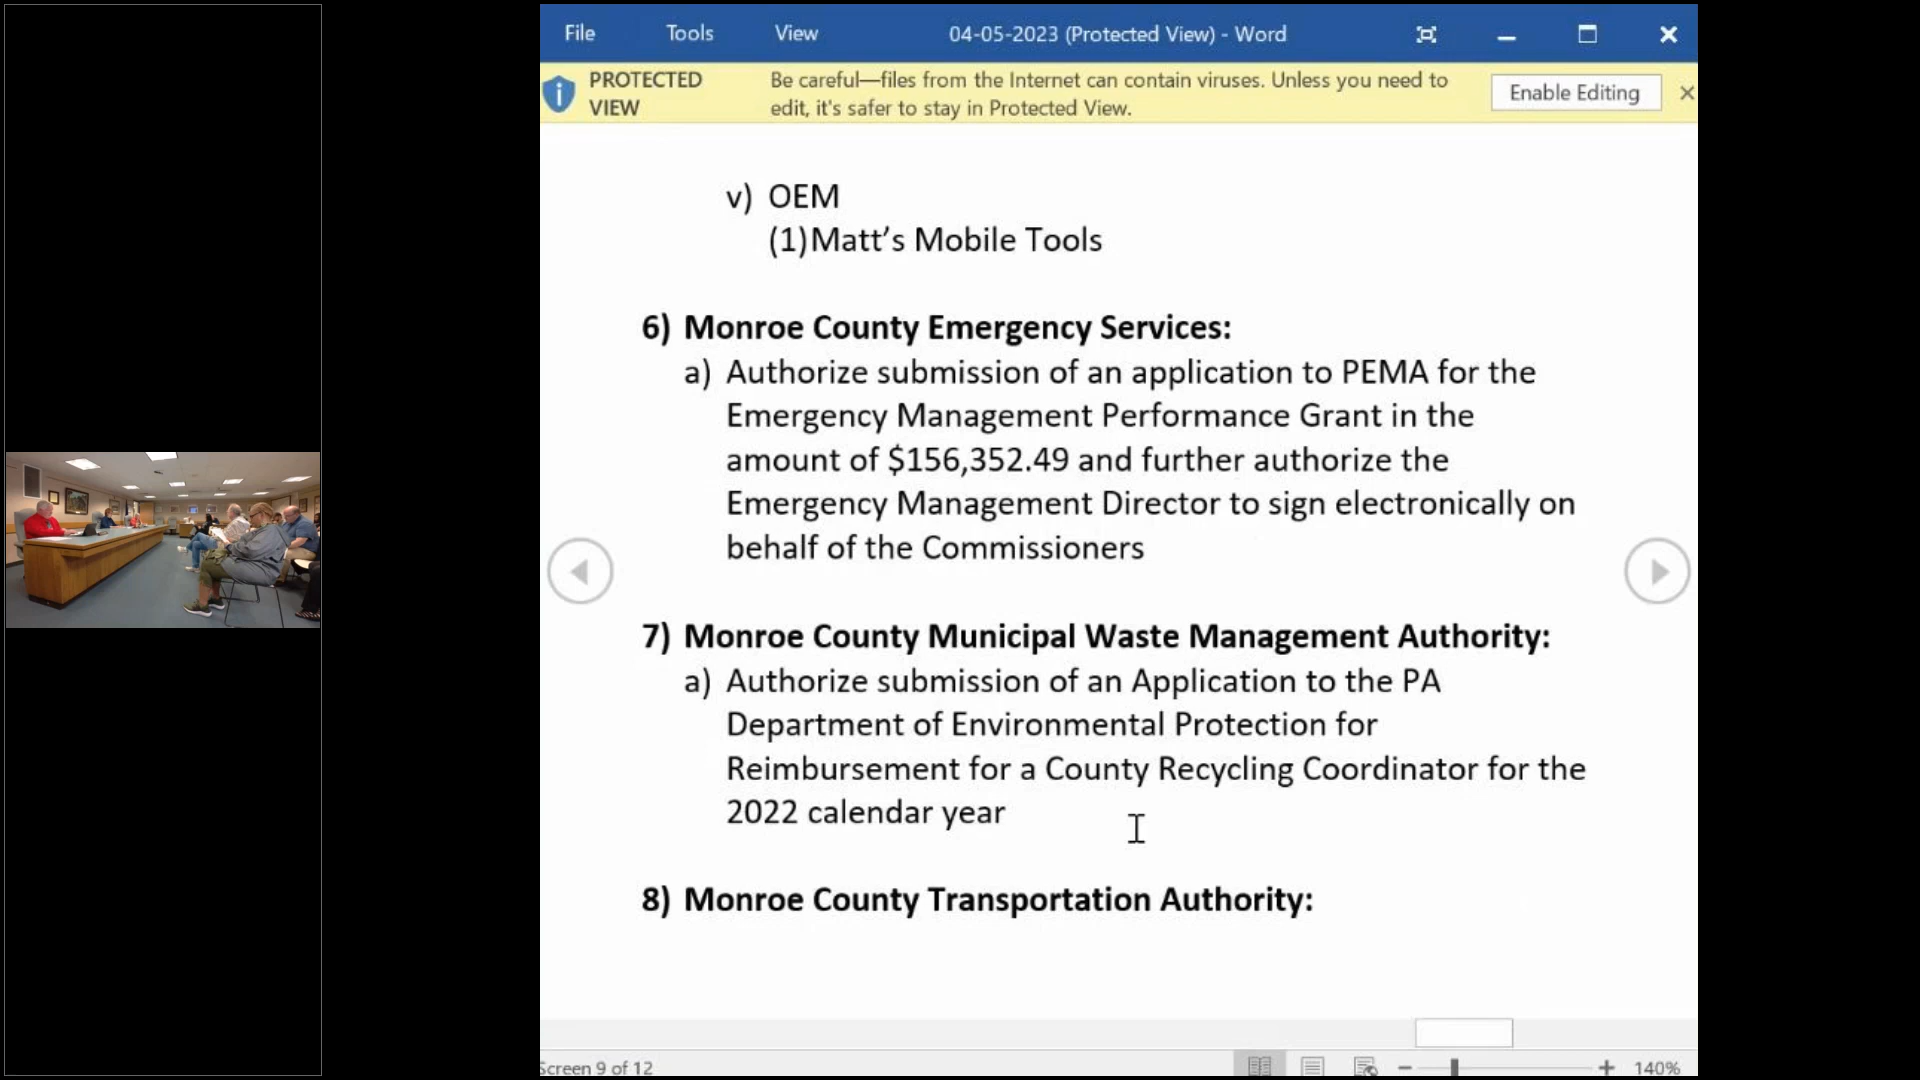 File Tools View 04-05-2023 (Protected View) - Word
PROTECTED VIEW
Be careful—files from the Internet can contain viruses. Unless you need to
edit, it's safer to stay in Protected View.
Enable Editing
v) OEM
(1)Matt’s Mobile Tools
6) Monroe County Emergency Services:
a) Authorize submission of an application to PEMA for the
Emergency Management Performance Grant in the
amount of $156,352.49 and further authorize the
Emergency Management Director to sign electronically on
behalf of the Commissioners
7) Monroe County Municipal Waste Management Authority:
a) Authorize submission of an Application to the PA
Department of Environmental Protection for
Reimbursement for a County Recycling Coordinator for the
2022 calendar year
8) Monroe County Transportation Authority:
Screen 9 of 12
140%